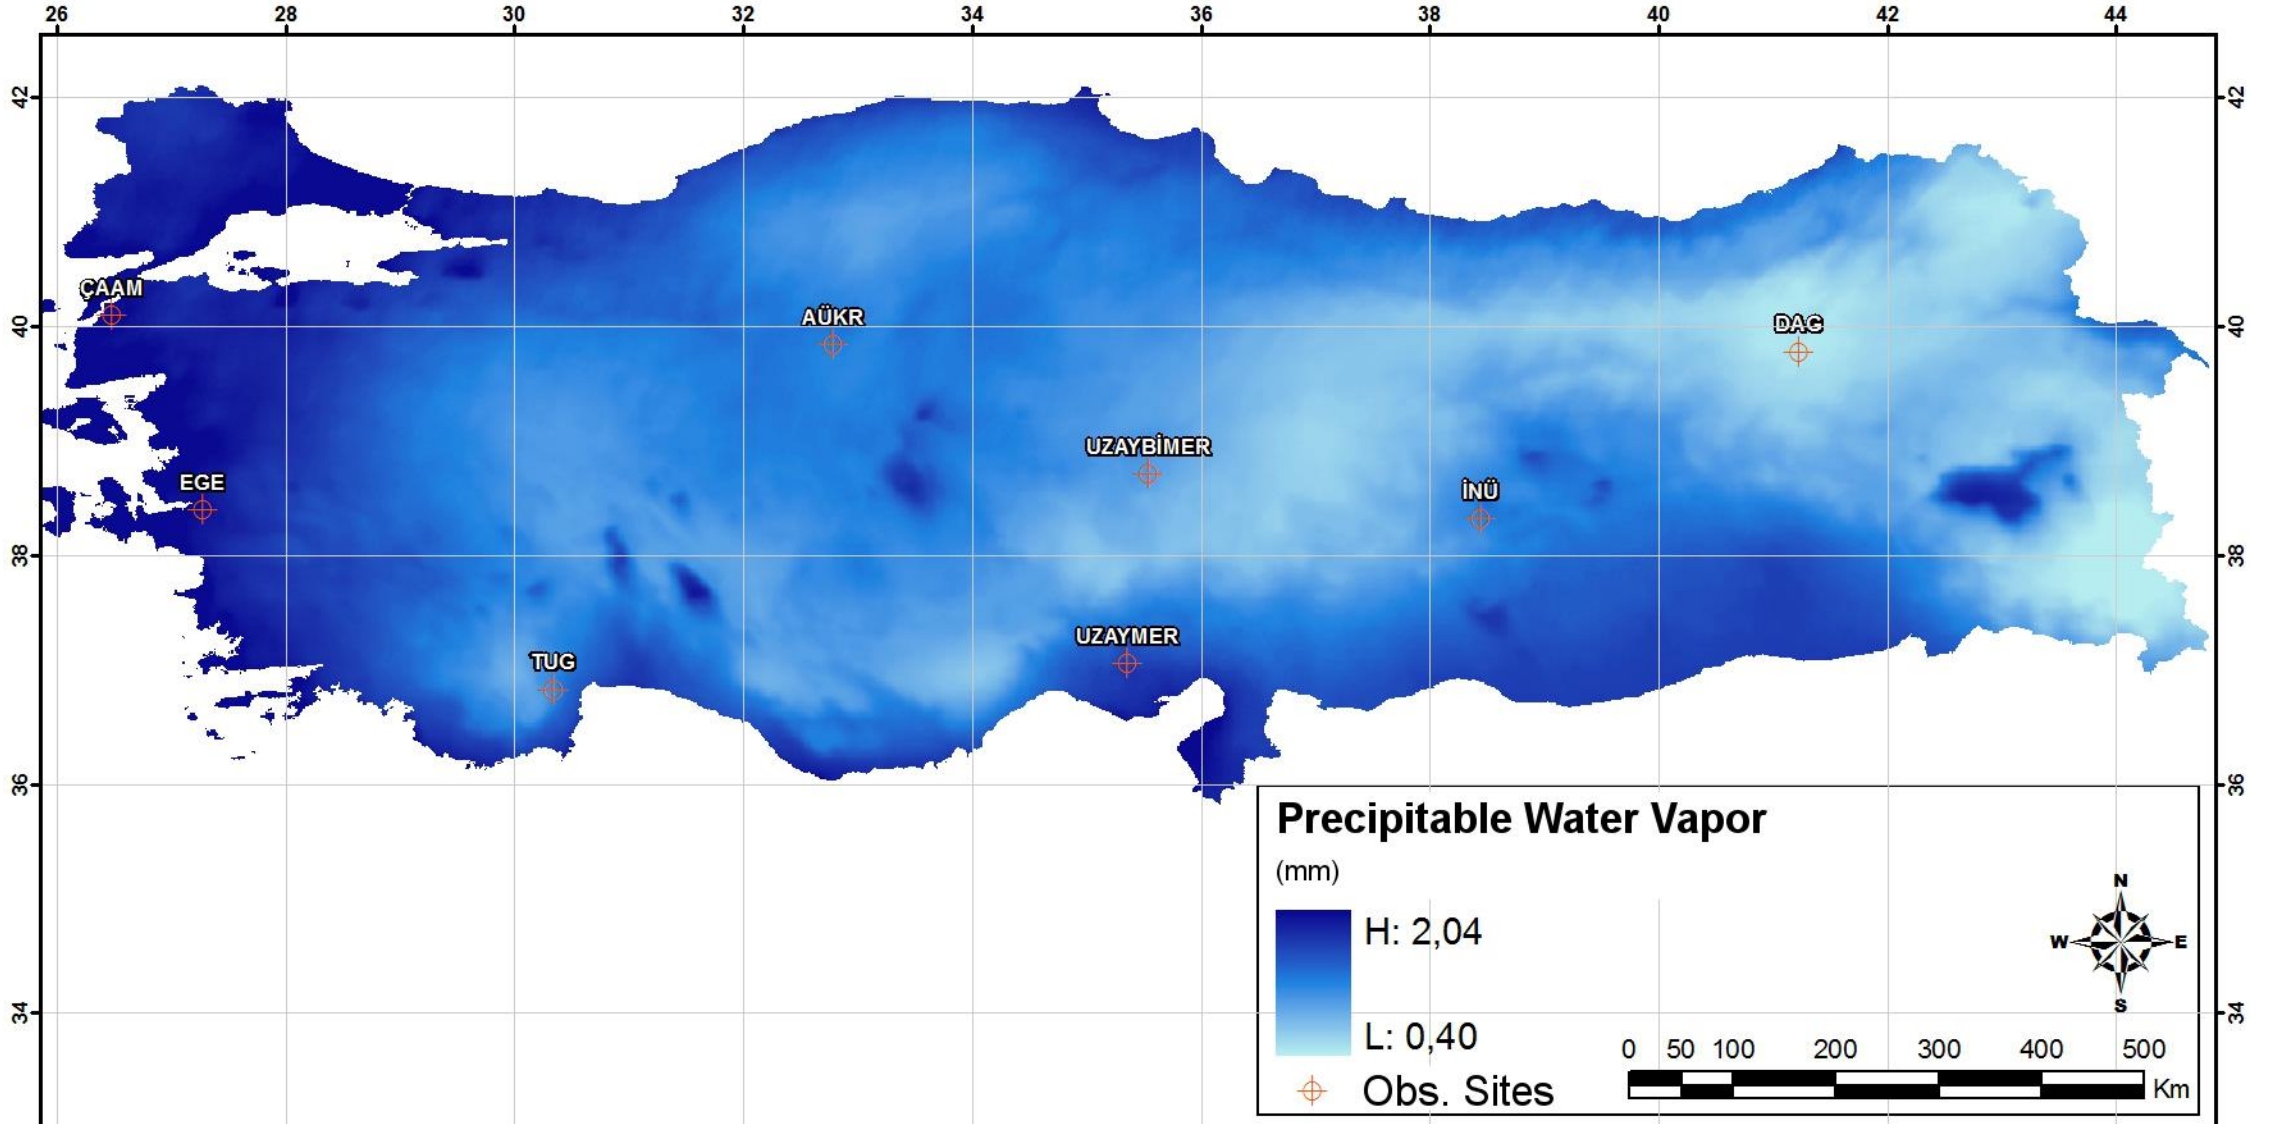 26 28 30 32 34 36 38 40 42 44
42 42
ÇAAM
40 AÜKR DAG 40
UZAYBİMER
EGE İNÜ
38 38
UZAYMER
TUG
36 36
Precipitable Water Vapor
(mm)
N
H: 2,04
W E
S
34 34
L: 0,40
0 50 100 200 300 400 500
Obs. Sites Km